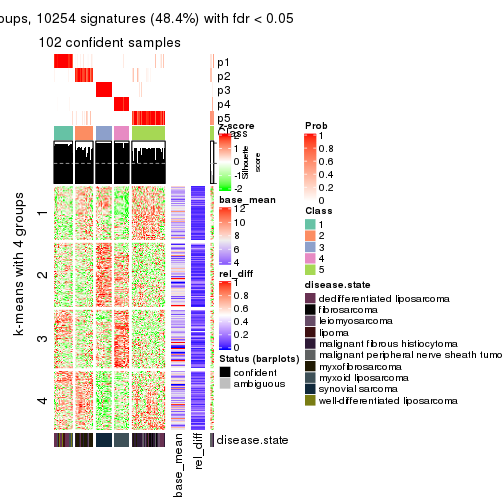 oups, 10254 signatures (48.4%) with fdr < 0.05
102 confident samples
p1
p2
p3
p4
p5
Class
Silhouette
score
k-means with 4 groups
1
2
3
4
z-score
2
1
0
-1
-2
base_mean
12
10
8
6
4
rel_diff
1
0.8
0.6
0.4
0.2
0
Status (barplots)
confident
ambiguous
Prob
1
0.8
0.6
0.4
0.2
0
Class
1
2
3
4
5
disease.state
dedifferentiated liposarcoma
fibrosarcoma
leiomyosarcoma
lipoma
malignant fibrous histiocytoma
malignant peripheral nerve sheath tumo
myxofibrosarcoma
myxoid liposarcoma
synovial sarcoma
well-differentiated liposarcoma
disease.state
base_mean
rel_diff